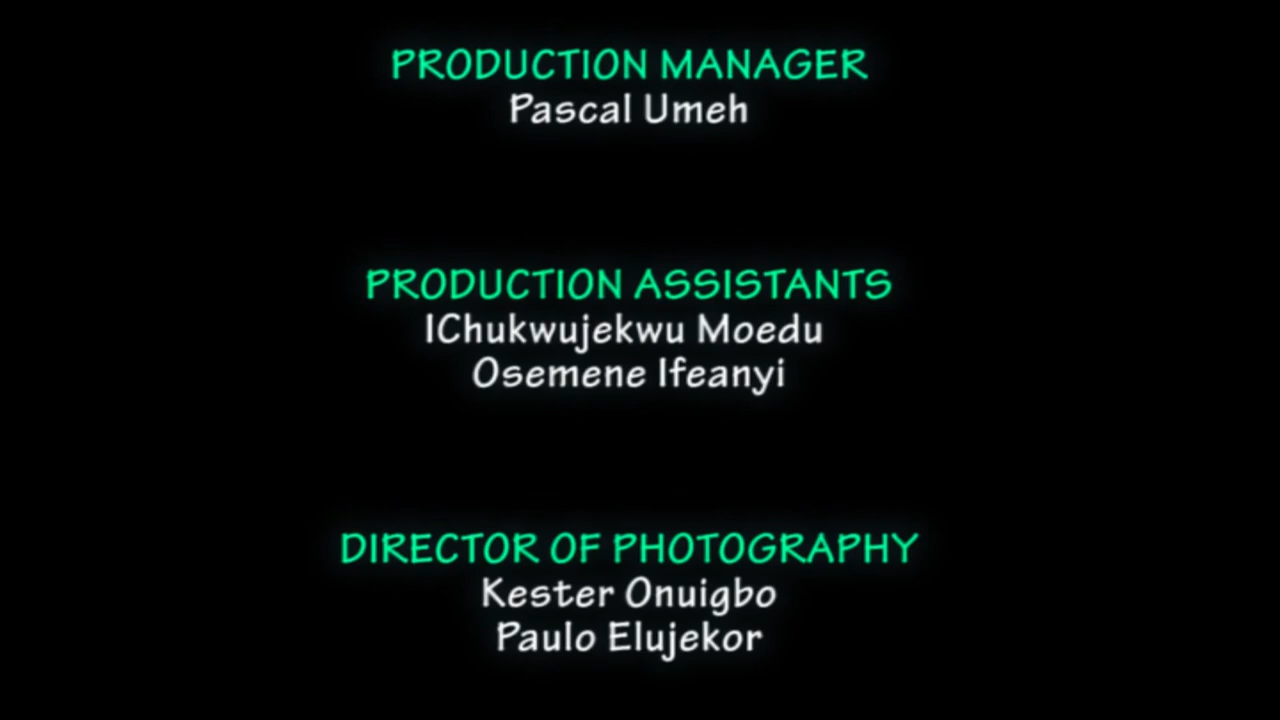 PRODUCTION MANAGER
Pascal Umeh
PRODUCTION ASSISTANTS
IChukwujekwu Moedu
Osemene Ifeanyi
DIRECTOR OF PHOTOGRAPHY
Kester Onuigbo
Paulo Elujekor